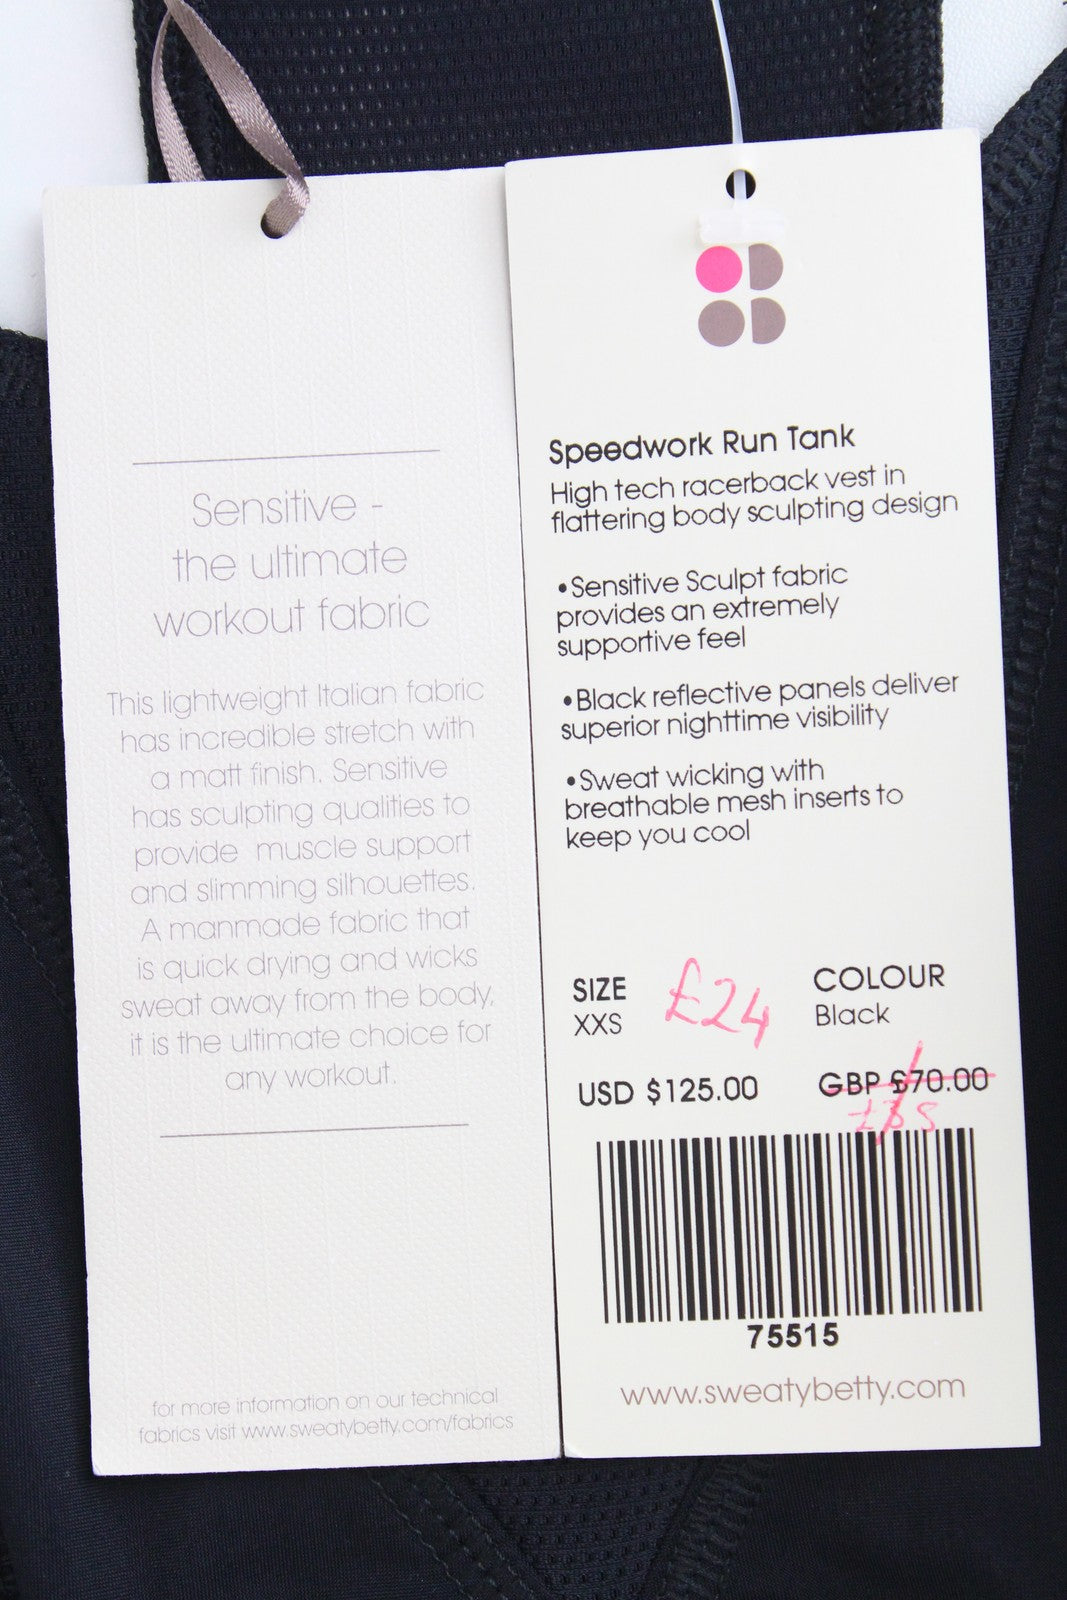 Sensitive -
the ultimate
workout fabric
This lightweight Italian fabric
has incredible stretch with
a matt finish. Sensitive
has sculpting qualities to
provide muscle support
and slimming silhouettes.
A manmade fabric that
is quick drying and wicks
sweat away from the body,
it is the ultimate choice for
any workout.
for more information on our technical
fabrics visit www.sweatybetty.com/fabrics
Speedwork Run Tank
High tech racerback vest in
flattering body sculpting design
•Sensitive Sculpt fabric
provides an extremely
supportive feel
•Black reflective panels deliver
superior nighttime visibility
•Sweat wicking with
breathable mesh inserts to
keep you cool
SIZE
XXS
£24
COLOUR
Black
USD $125.00
GBP £70.00
£35
75515
www.sweatybetty.com